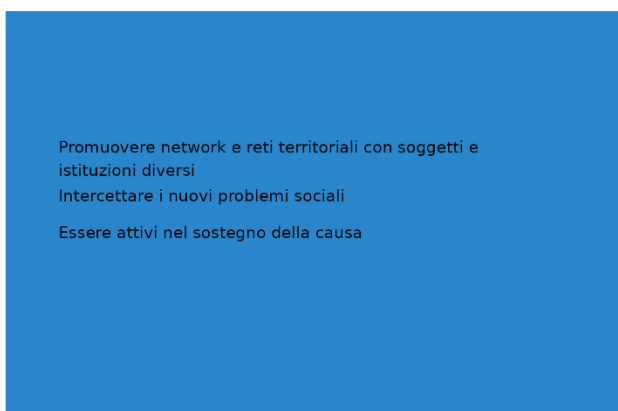 Promuovere network e reti territoriali con soggetti e
istituzioni diversi
Intercettare i nuovi problemi sociali
Essere attivi nel sostegno della causa